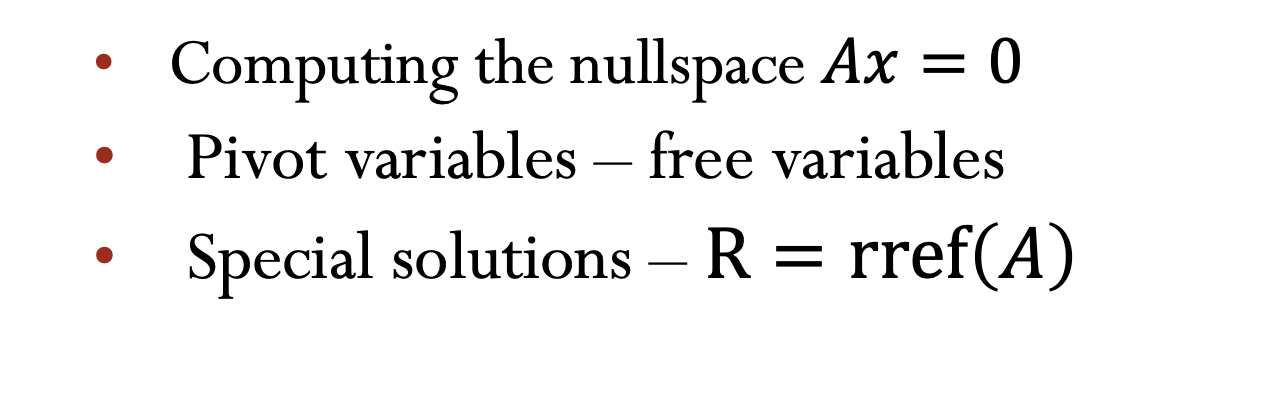 • Computing the nullspace Ax = 0
• Pivot variables – free variables
• Special solutions – R = rref(A)